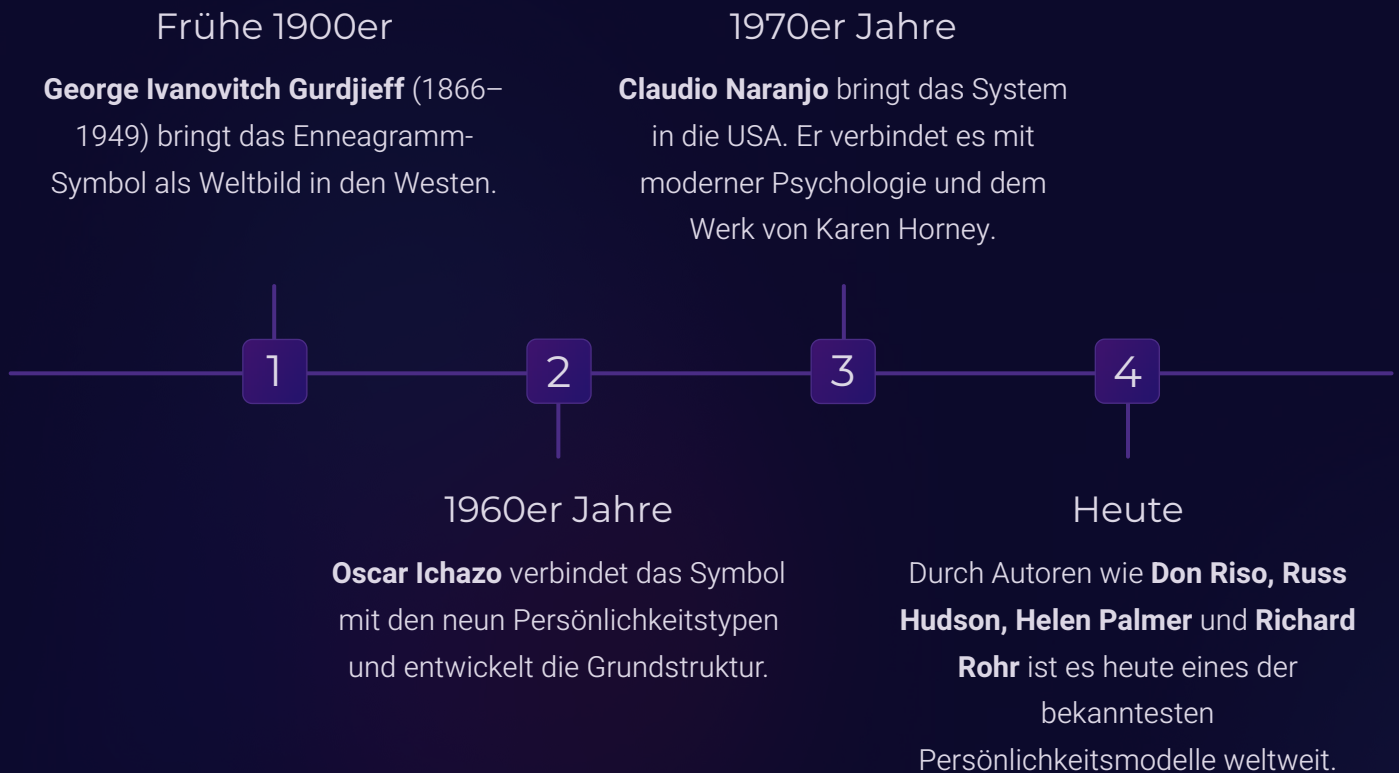 Frühe 1900er
George Ivanovitch Gurdjieff (1866–
1949) bringt das Enneagramm-
Symbol als Weltbild in den Westen.
1970er Jahre
Claudio Naranjo bringt das System
in die USA. Er verbindet es mit
moderner Psychologie und dem
Werk von Karen Horney.
1
2
3
4
1960er Jahre
Oscar Ichazo verbindet das Symbol
mit den neun Persönlichkeitstypen
und entwickelt die Grundstruktur.
Heute
Durch Autoren wie Don Riso, Russ
Hudson, Helen Palmer und Richard
Rohr ist es heute eines der
bekanntesten
Persönlichkeitsmodelle weltweit.